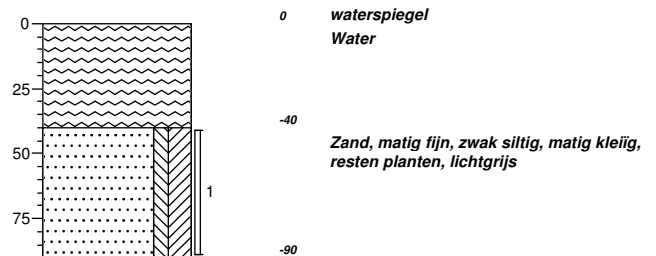 0
waterspiegel
Water
0
25
50
75
-40
Zand, matig fijn, zwak siltig, matig kleiïg,
resten planten, lichtgrijs
1
-90